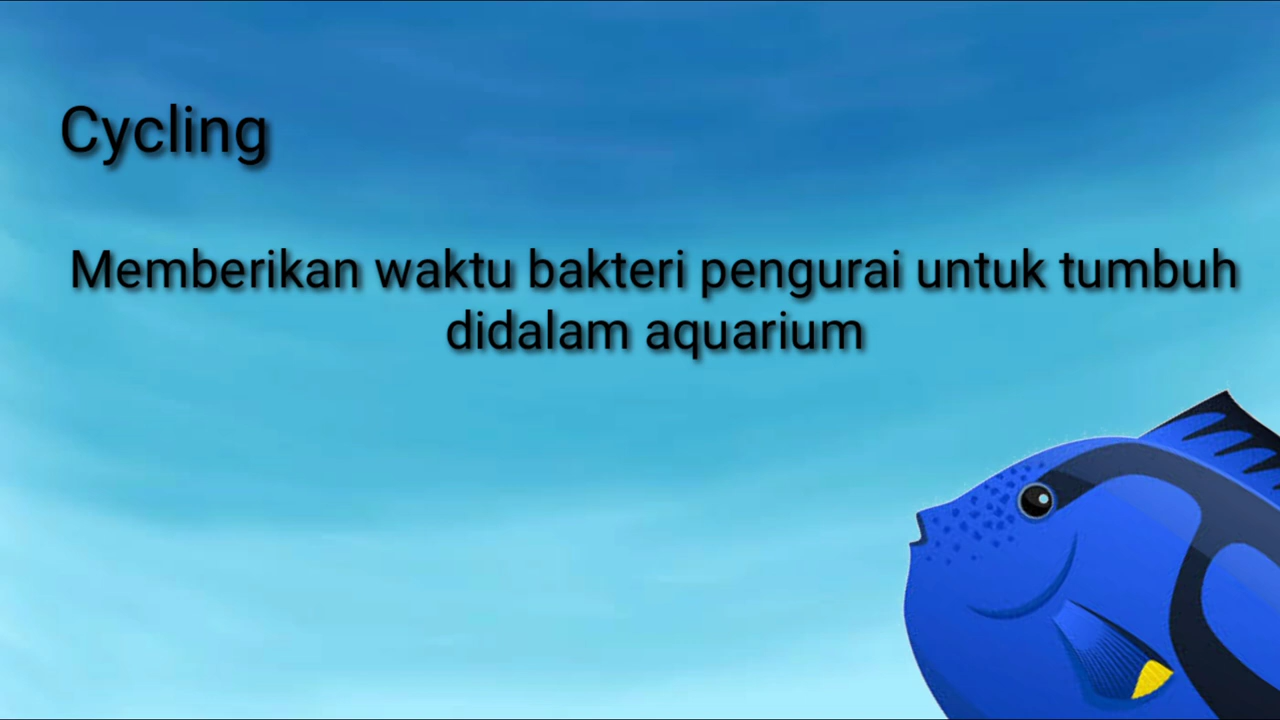 Cycling
Memberikan waktu bakteri pengurai untuk tumbuh
didalam aquarium